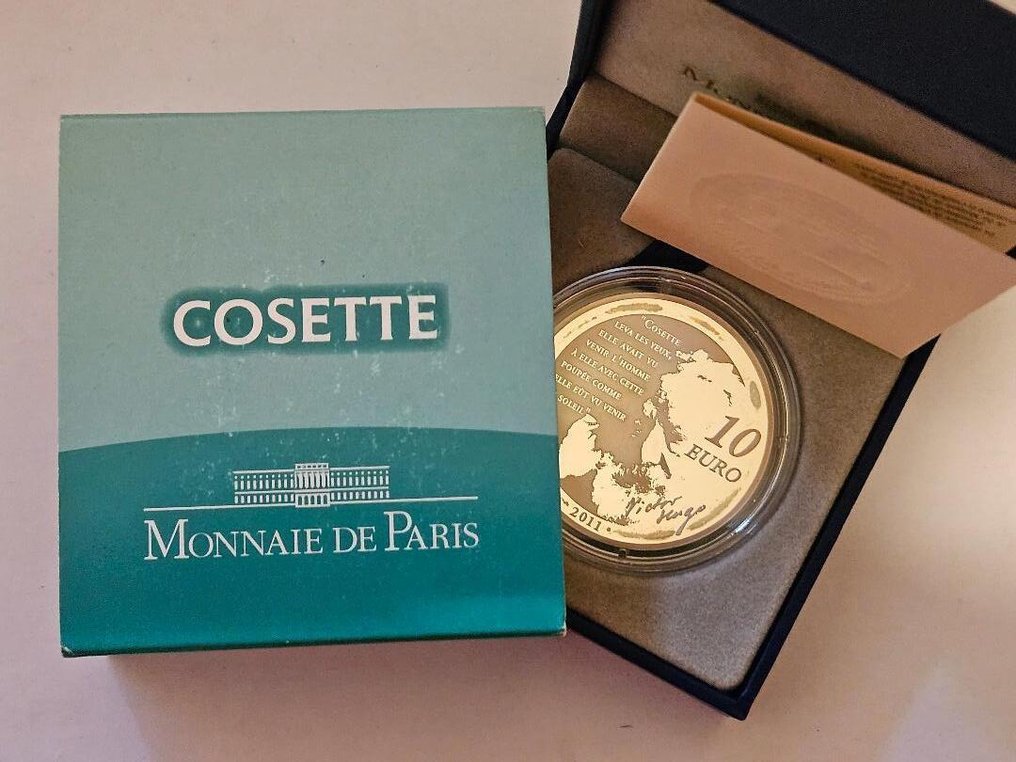 COSETTE
MONNAIE DE PARIS
"COSETTE
LEVA LES YEUX,
ELLE AVAIT VU
VENIR L'HOMME
À ELLE AVEC CETTE
POUPÉE COMME
ELLE EÛT VU VENIR
SOLEIL"
10
EURO
Victor
Hugo
2011